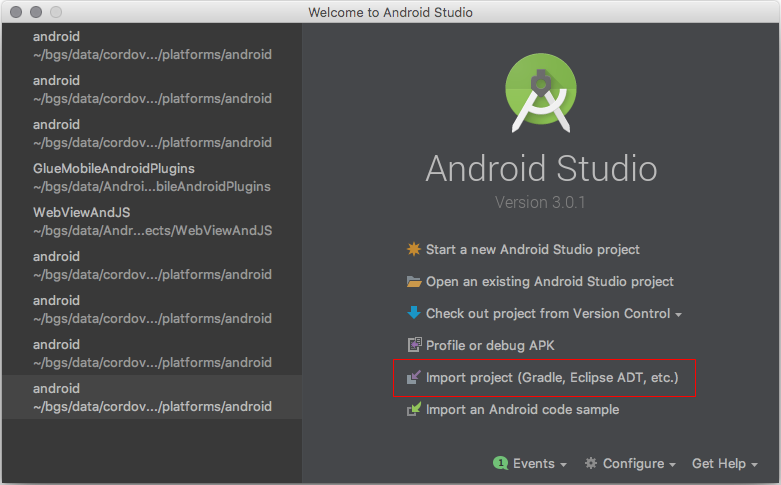 Welcome to Android Studio
android
~/bgs/data/cordov.../platforms/android
android
~/bgs/data/cordov.../platforms/android
android
~/bgs/data/cordov.../platforms/android
GlueMobileAndroidPlugins
~/bgs/data/Androi...bileAndroidPlugins
WebViewAndJS
~/bgs/data/Andr...ects/WebViewAndJS
android
~/bgs/data/cordov.../platforms/android
android
~/bgs/data/cordov.../platforms/android
android
~/bgs/data/cordov.../platforms/android
android
~/bgs/data/cordov.../platforms/android
Android Studio
Version 3.0.1
Start a new Android Studio project
Open an existing Android Studio project
Check out project from Version Control
Profile or debug APK
Import project (Gradle, Eclipse ADT, etc.)
Import an Android code sample
1 Events Configure Get Help